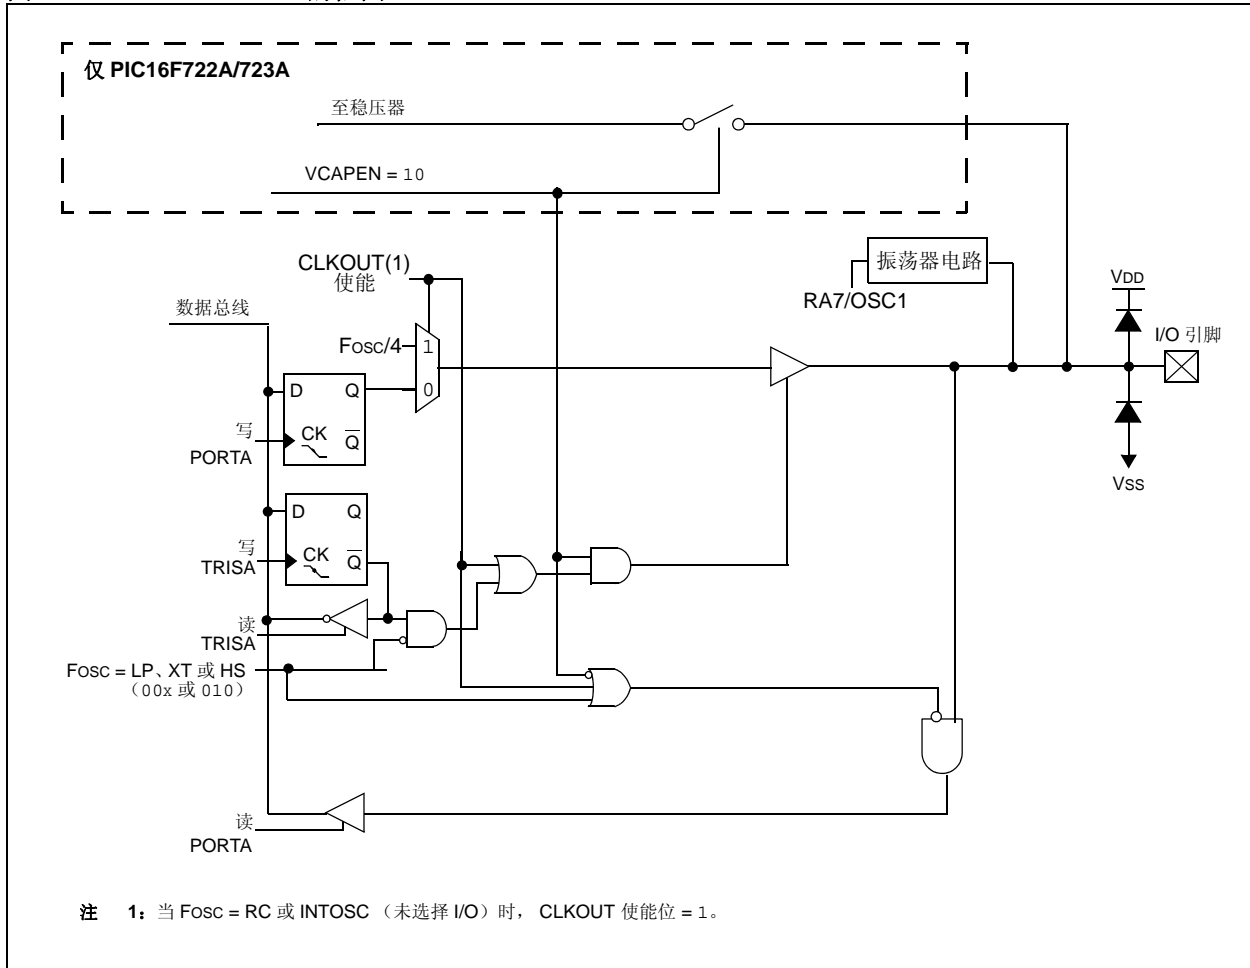 仅 PIC16F722A/723A
至稳压器
VCAPEN = 10
CLKOUT(1)
使能
振荡器电路
RA7/OSC1
VDD
I/O 引脚
数据总线
FOSC/4
1
0
D
Q
CK
Q
写
PORTA
VSS
D
Q
CK
Q
写
TRISA
读
TRISA
FOSC = LP、XT 或 HS
（00x 或 010）
读
PORTA
注 1：当 FOSC = RC 或 INTOSC （未选择 I/O）时， CLKOUT 使能位 = 1。